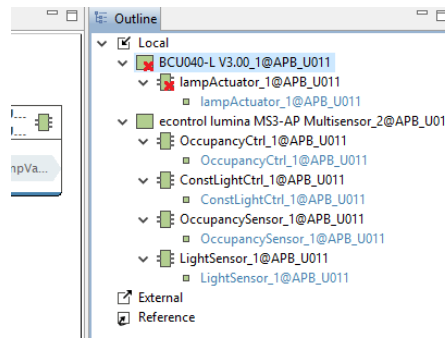 Outline
Local
BCU040-L V3.00_1@APB_U011
lampActuator_1@APB_U011
lampActuator_1@APB_U011
econtrol lumina MS3-AP Multisensor_2@APB_U01
OccupancyCtrl_1@APB_U011
OccupancyCtrl_1@APB_U011
ConstLightCtrl_1@APB_U011
ConstLightCtrl_1@APB_U011
OccupancySensor_1@APB_U011
OccupancySensor_1@APB_U011
LightSensor_1@APB_U011
LightSensor_1@APB_U011
External
Reference
mpVa...